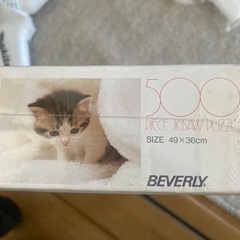 500
PIECE JIGSAW PUZZLE
SIZE 49×36cm
BEVERLY